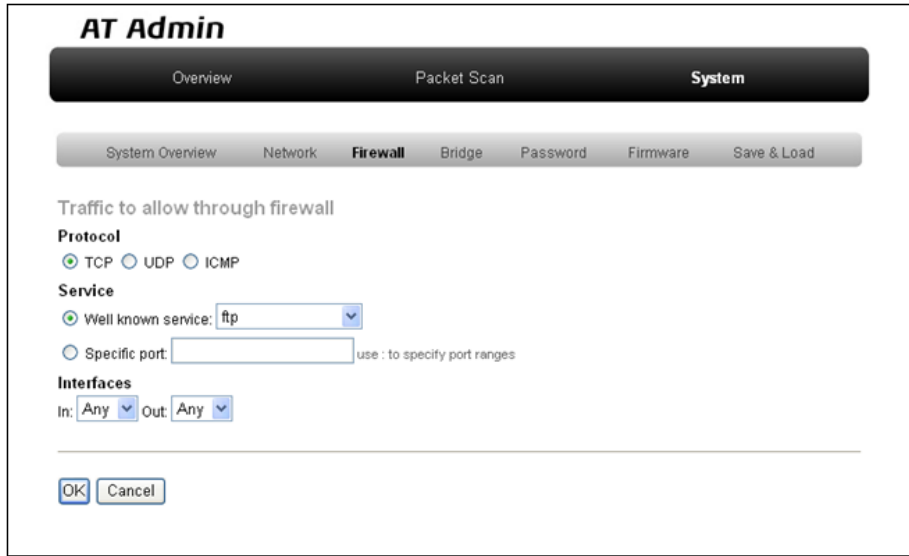 AT Admin
Overview Packet Scan System
System Overview Network Firewall Bridge Password Firmware Save & Load
Traffic to allow through firewall
Protocol
TCP UDP ICMP
Service
Well known service: ftp
Specific port: use : to specify port ranges
Interfaces
In: Any Out: Any
OK Cancel